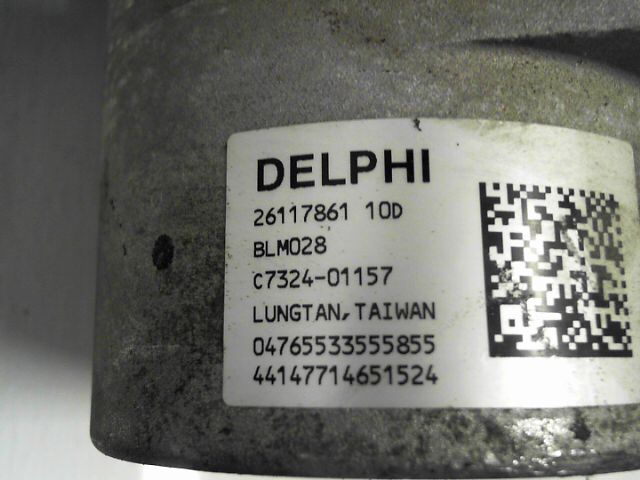 DELPHI
26117861 10D
BLM028
C7324-01157
LUNGTAN, TAIWAN
04765533555855
44147714651524